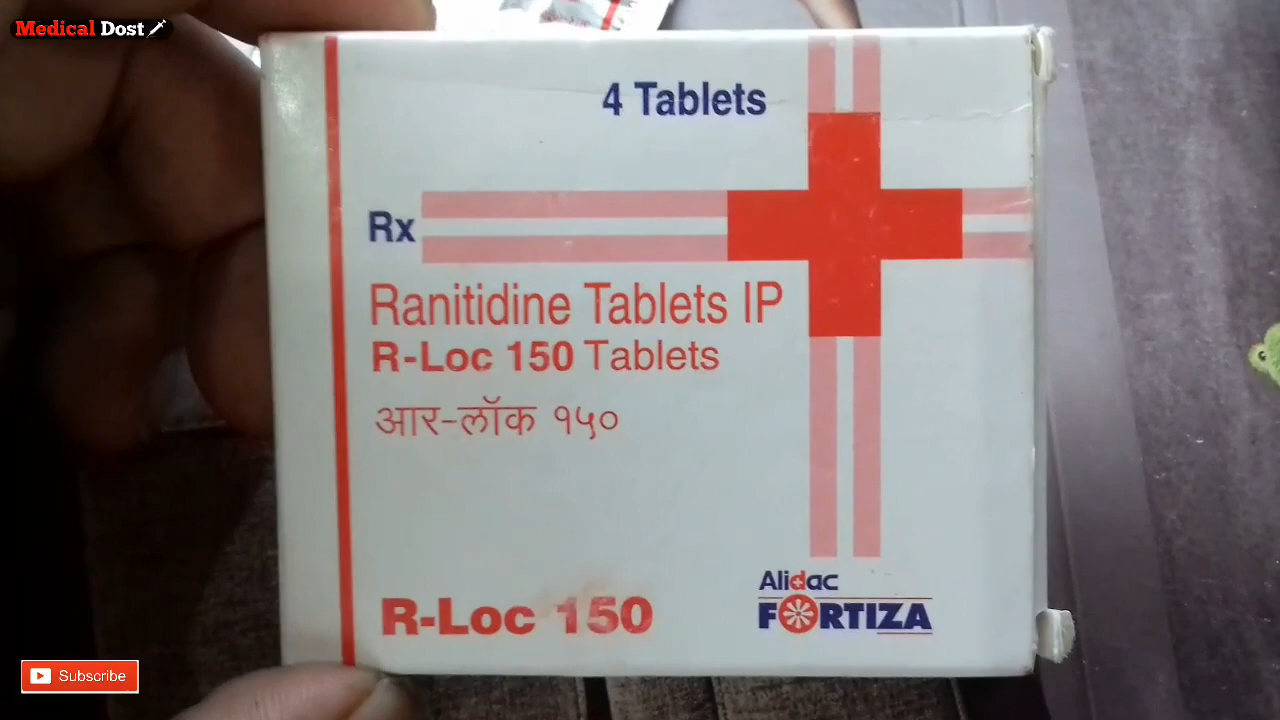 Medical Dost
4 Tablets
Rx
Ranitidine Tablets IP
R-Loc 150 Tablets
आर-लॉक १५०
R-Loc 150
Alidac
FORTIZA
Subscribe